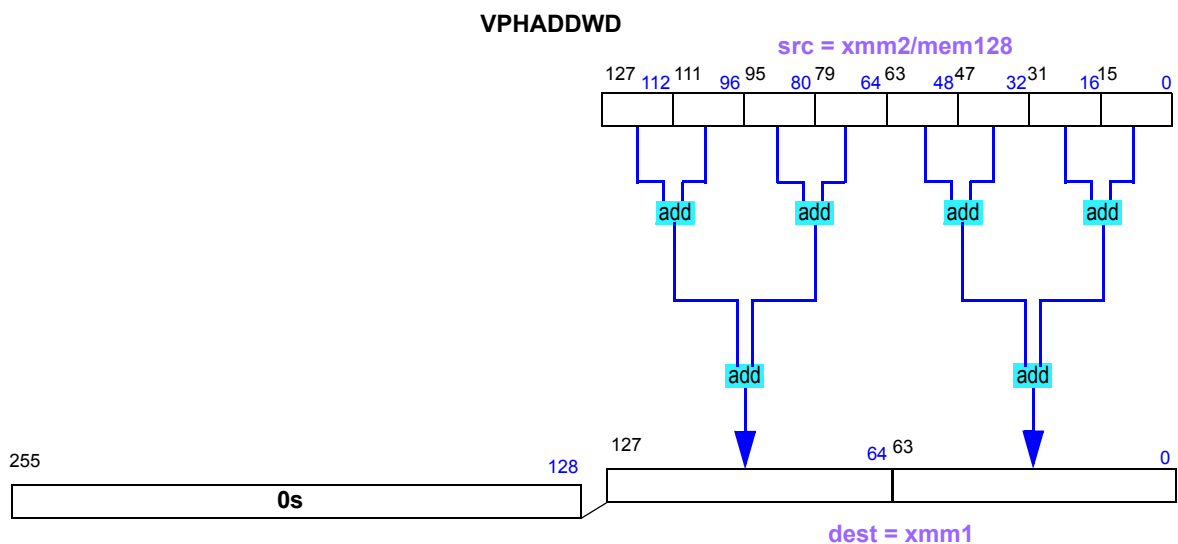 VPHADDWD
src = xmm2/mem128
127 112 111 96 95 80 79 64 63 48 47 32 31 16 15 0
add add add add
add add
255 128 127 64 63 0
0s
dest = xmm1